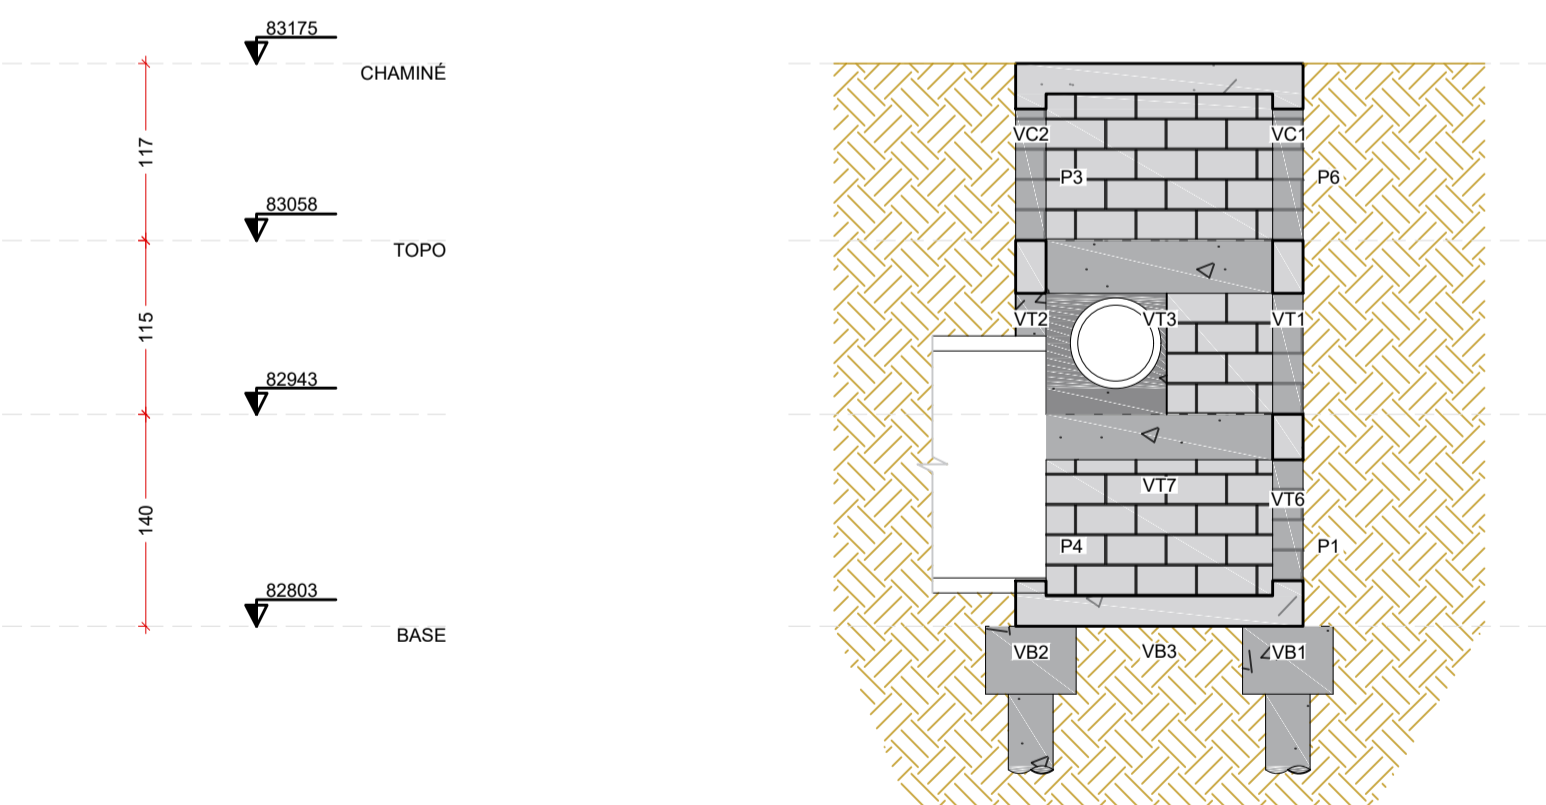 83175
CHAMINÉ
117
83058
TOPO
115
82943
140
82803
BASE
VC2
VC1
P3
P6
VT2
VT3
VT1
VT7
VT6
P4
P1
VB2
VB3
VB1